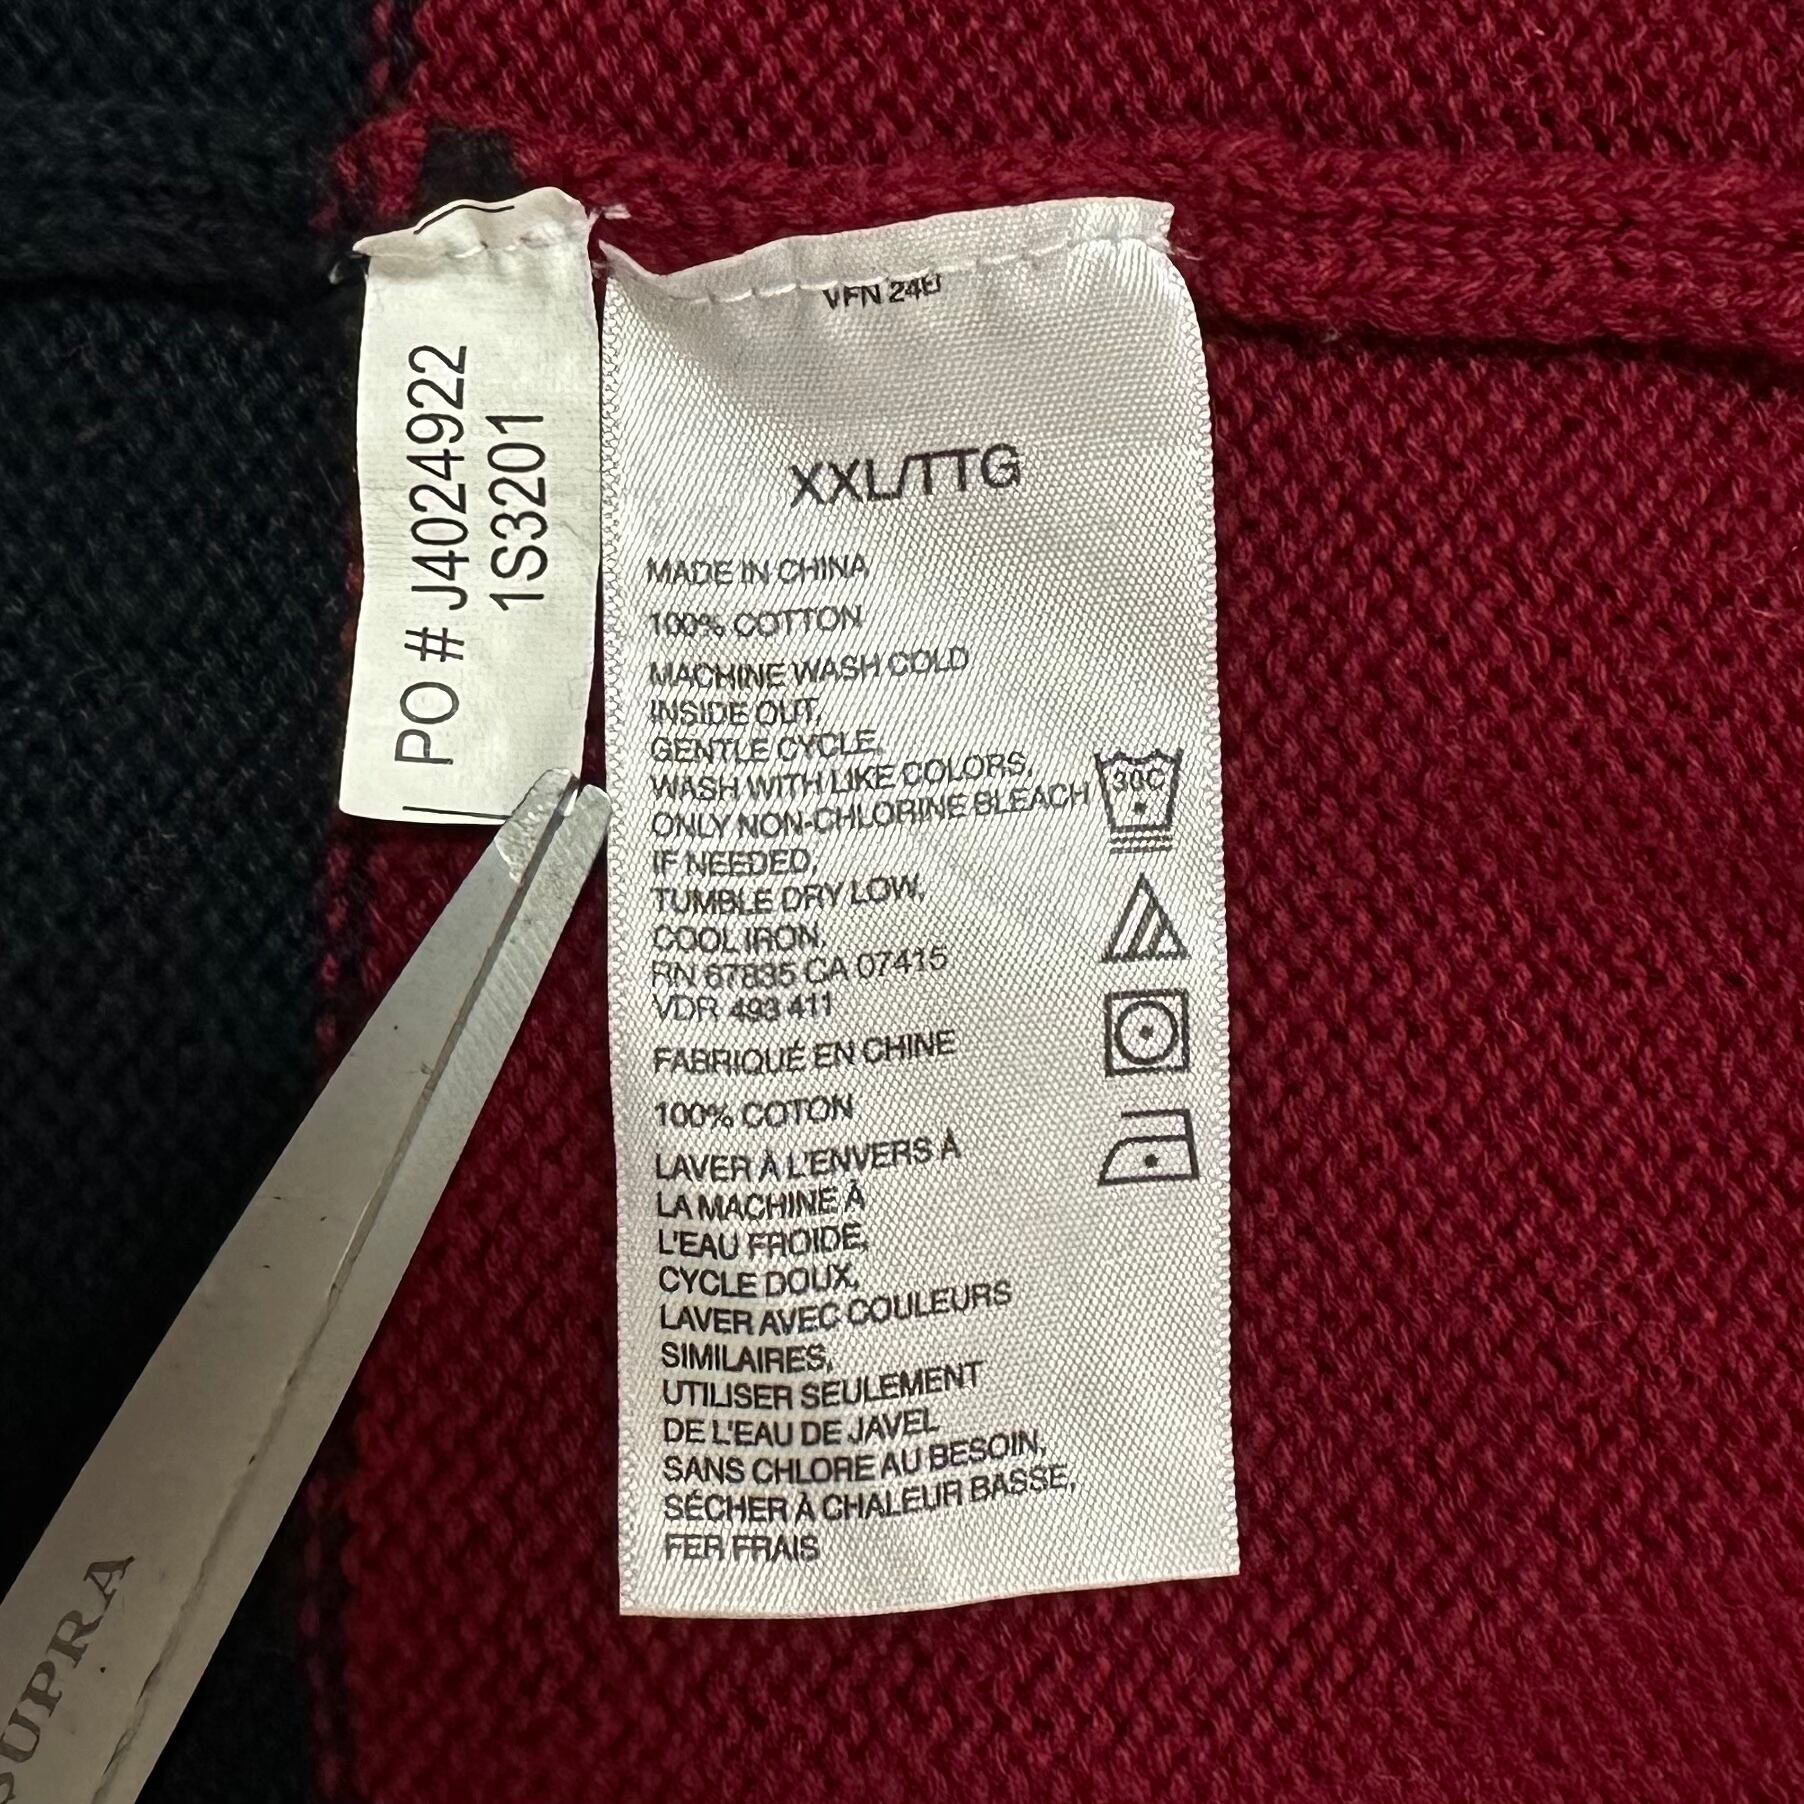 PO # J4024922
1S3201
VFN 24U
XXL/TTG
MADE IN CHINA
100% COTTON
MACHINE WASH COLD
INSIDE OUT,
GENTLE CYCLE,
WASH WITH LIKE COLORS,
ONLY NON-CHLORINE BLEACH
IF NEEDED,
TUMBLE DRY LOW,
COOL IRON.
RN 67835 CA 07415
VDR 493 411
30C
FABRIQUÉ EN CHINE
100% COTON
LAVER À L'ENVERS À
LA MACHINE À
L'EAU FROIDE,
CYCLE DOUX,
LAVER AVEC COULEURS
SIMILAIRES,
UTILISER SEULEMENT
DE L'EAU DE JAVEL
SANS CHLORE AU BESOIN,
SÉCHER À CHALEUR BASSE,
FER FRAIS
SUPRA